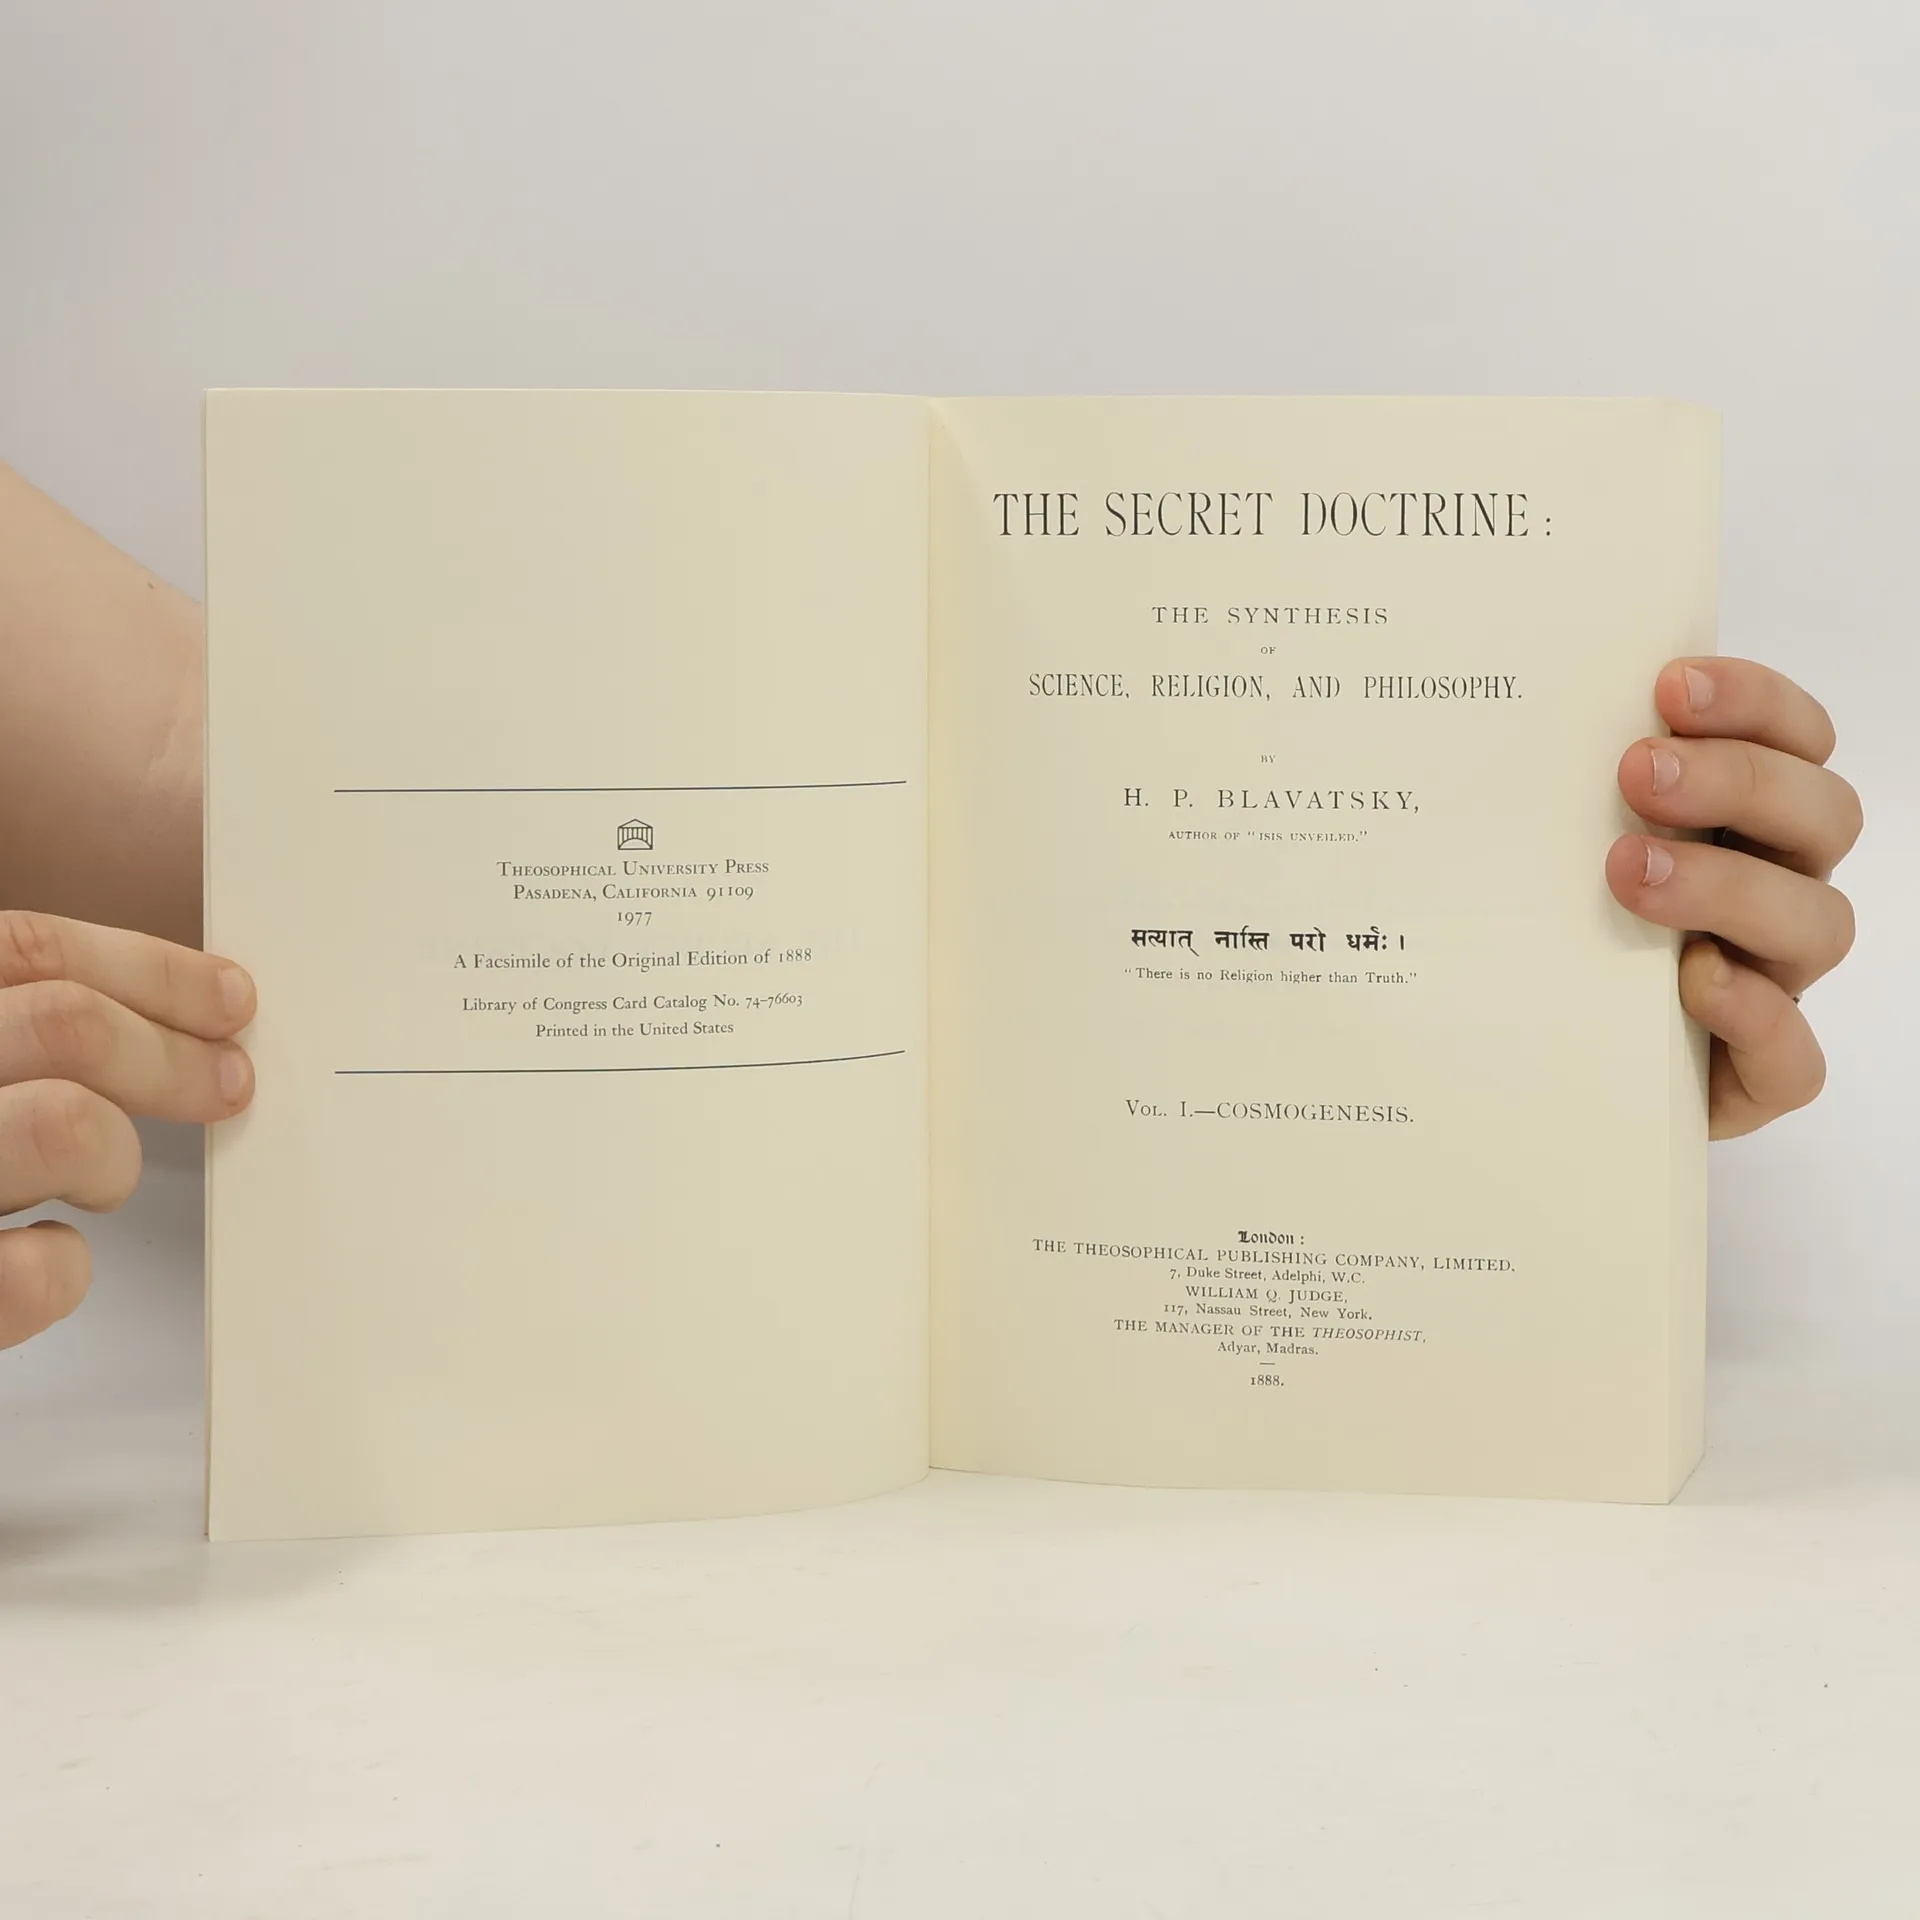 THEOSOPHICAL UNIVERSITY PRESS
PASADENA, CALIFORNIA 91109
1977
A Facsimile of the Original Edition of 1888
Library of Congress Card Catalog No. 74-76603
Printed in the United States
THE SECRET DOCTRINE:
THE SYNTHESIS
OF
SCIENCE, RELIGION, AND PHILOSOPHY.
BY
H. P. BLAVATSKY,
AUTHOR OF "ISIS UNVEILED."
सत्यात् नास्ति परो धर्मः ।
"There is no Religion higher than Truth."
VOL. I.—COSMOGENESIS.
London:
THE THEOSOPHICAL PUBLISHING COMPANY, LIMITED,
7, Duke Street, Adelphi, W.C.
WILLIAM Q. JUDGE,
117, Nassau Street, New York.
THE MANAGER OF THE THEOSOPHIST,
Adyar, Madras.
1888.